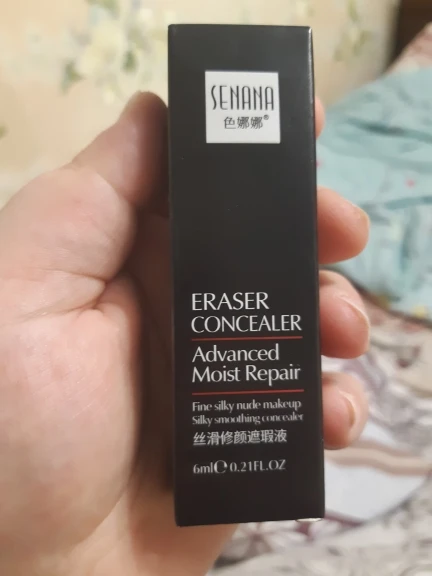 SENANA
色娜娜®
ERASER
CONCEALER
Advanced
Moist Repair
Fine silky nude makeup
Silky smoothing concealer
丝滑修颜遮瑕液
6ml℮ 0.21FL.OZ